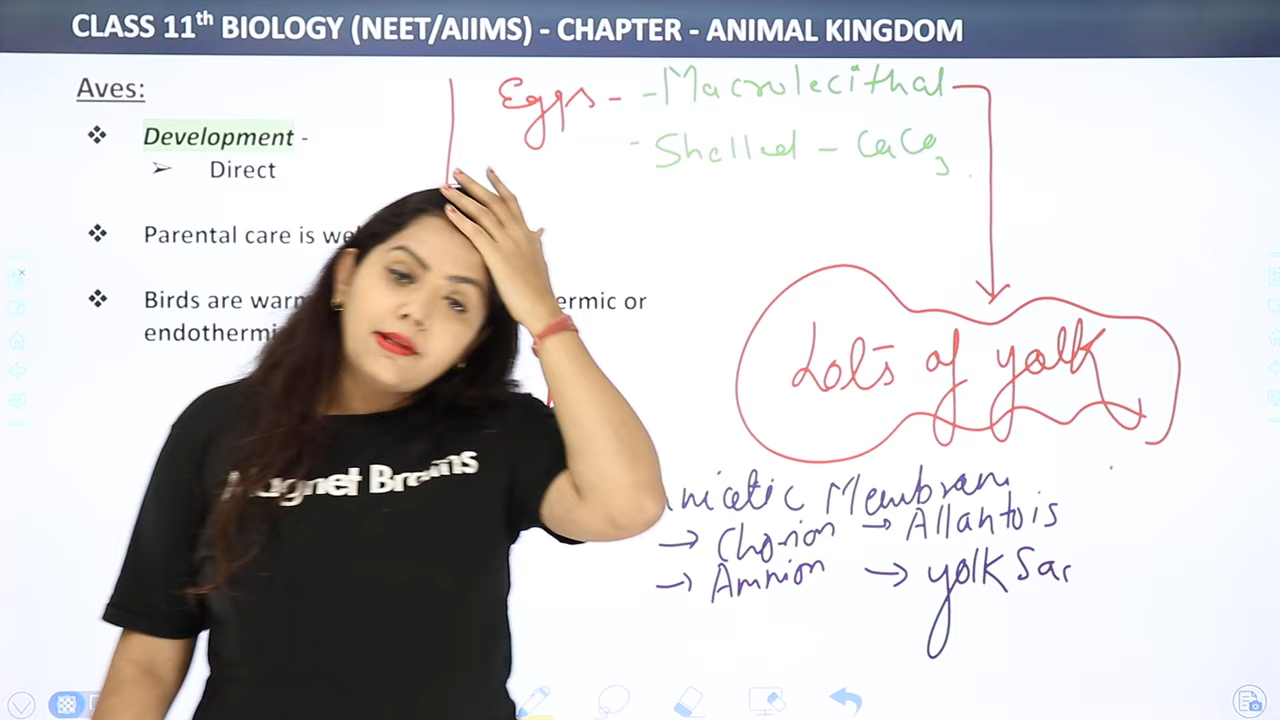 CLASS 11th BIOLOGY (NEET/AIIMS) - CHAPTER - ANIMAL KINGDOM
Aves:
❖ Development -
➢ Direct
❖ Parental care is we
❖ Birds are warm ermic or
endothermi
Eggs - - Macrolecithal
- Shelled - CaCO3
Lots of yolk
niotic Membran
→ Chorion → Allantois
→ Amnion → yolk Sac
Magnet Brains